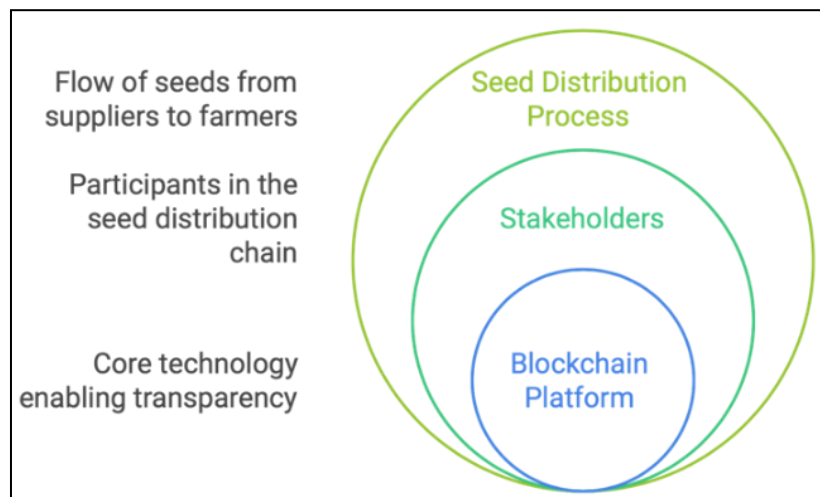 Flow of seeds from
suppliers to farmers
Seed Distribution
Process
Participants in the
seed distribution
chain
Stakeholders
Core technology
enabling transparency
Blockchain
Platform